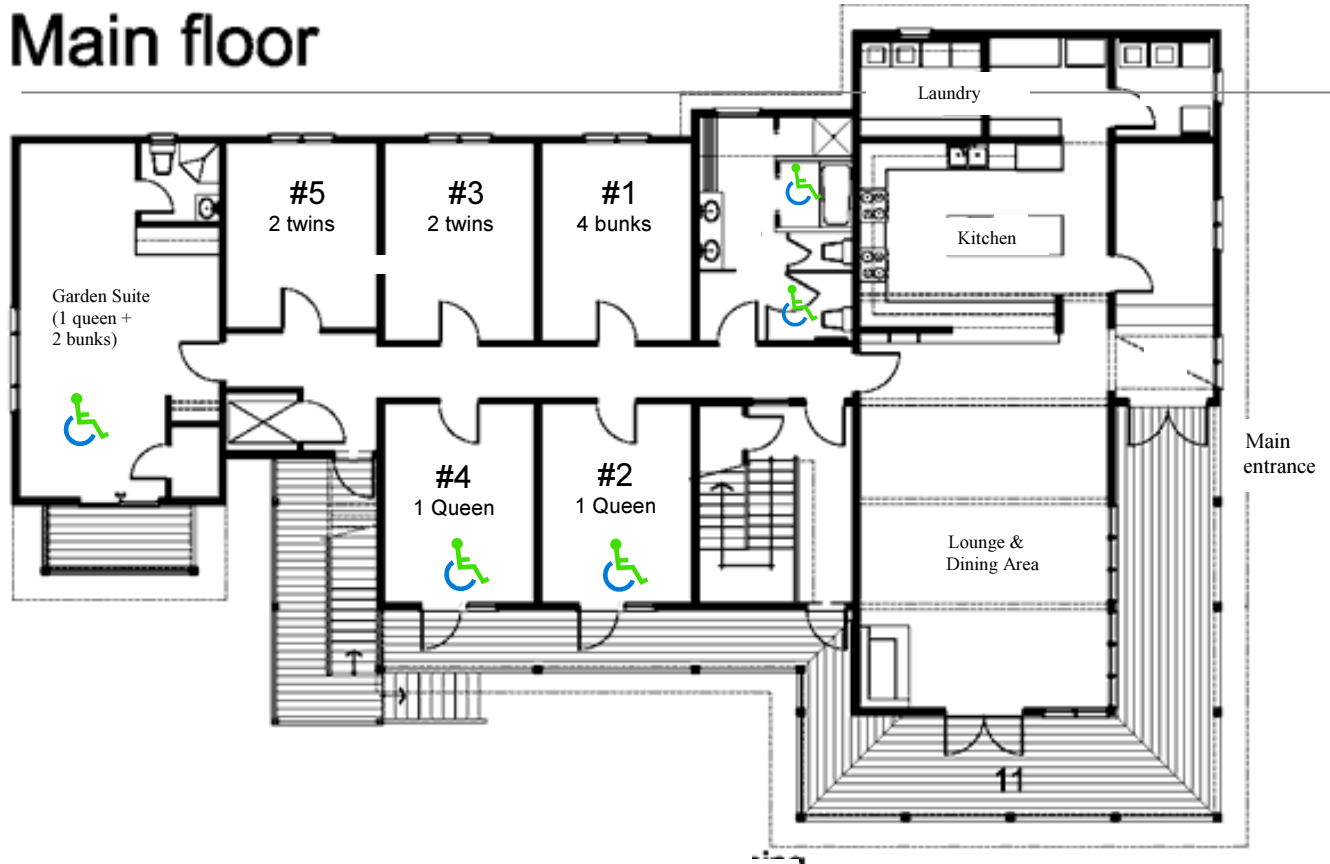 Main floor
Laundry
#5
2 twins
#3
2 twins
#1
4 bunks
Kitchen
Garden Suite
(1 queen +
2 bunks)
#4
1 Queen
#2
1 Queen
Main
entrance
Lounge &
Dining Area
11